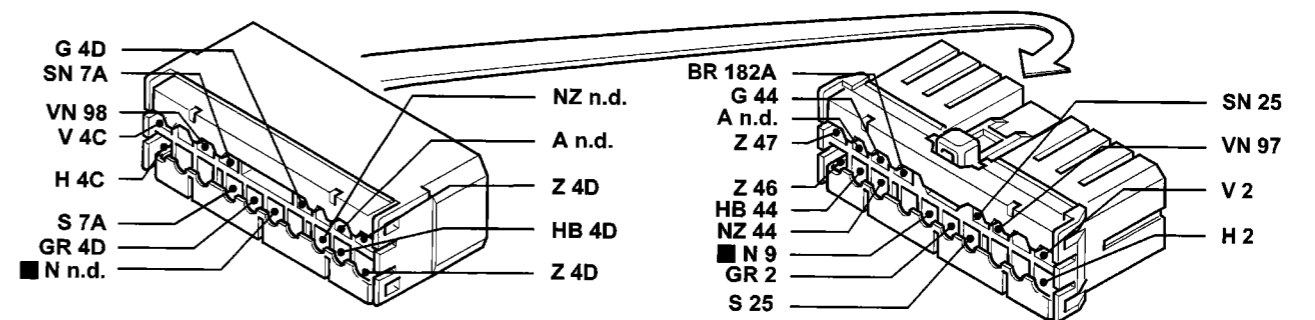 G 4D
SN 7A
VN 98
V 4C
H 4C
S 7A
GR 4D
N n.d.
NZ n.d.
A n.d.
Z 4D
HB 4D
Z 4D
BR 182A
G 44
A n.d.
Z 47
Z 46
HB 44
NZ 44
N 9
GR 2
S 25
SN 25
VN 97
V 2
H 2